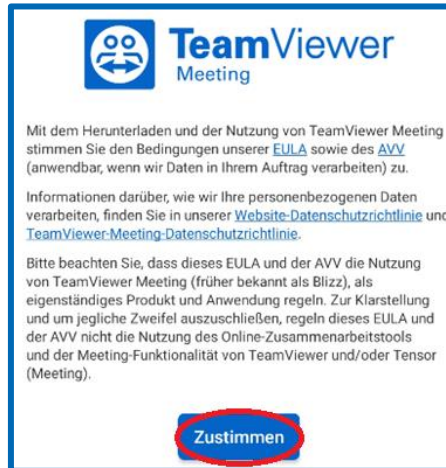 TeamViewer
Meeting
Mit dem Herunterladen und der Nutzung von TeamViewer Meeting
stimmen Sie den Bedingungen unserer EULA sowie des AVV
(anwendbar, wenn wir Daten in Ihrem Auftrag verarbeiten) zu.
Informationen darüber, wie wir Ihre personenbezogenen Daten
verarbeiten, finden Sie in unserer Website-Datenschutzrichtlinie und
TeamViewer-Meeting-Datenschutzrichtlinie.
Bitte beachten Sie, dass dieses EULA und der AVV die Nutzung
von TeamViewer Meeting (früher bekannt als Blizz), als
eigenständiges Produkt und Anwendung regeln. Zur Klarstellung
und um jegliche Zweifel auszuschließen, regeln dieses EULA und
der AVV nicht die Nutzung des Online-Zusammenarbeitstools
und der Meeting-Funktionalität von TeamViewer und/oder Tensor
(Meeting).
Zustimmen